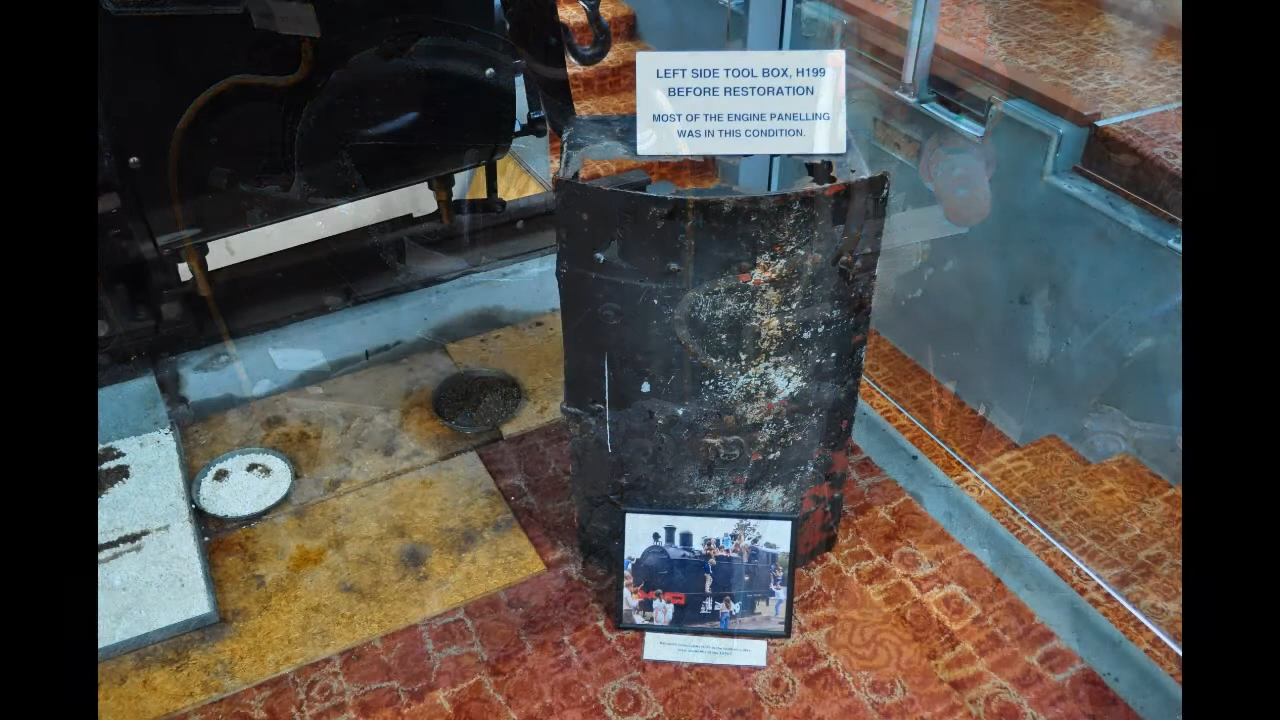 LEFT SIDE TOOL BOX, H199
BEFORE RESTORATION
MOST OF THE ENGINE PANELLING
WAS IN THIS CONDITION.